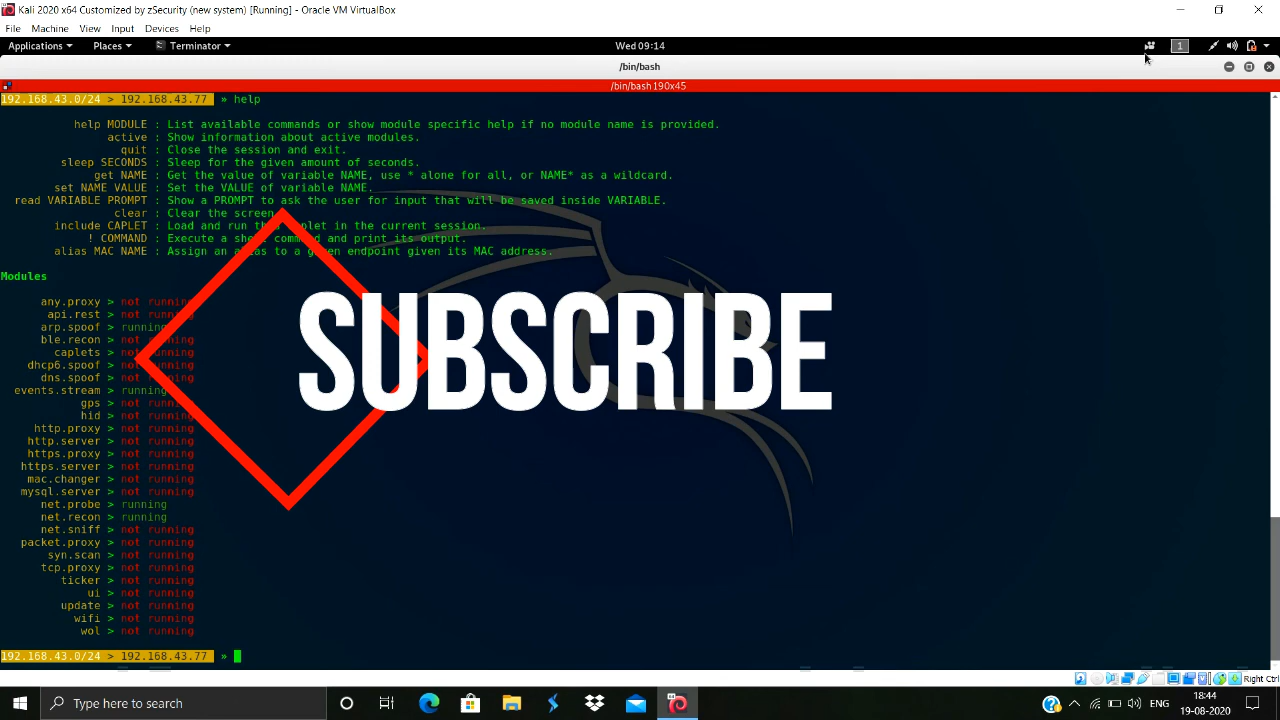 Kali 2020 x64 Customized by zSecurity (new system) [Running] - Oracle VM VirtualBox
File Machine View Input Devices Help
Applications Places Terminator Wed 09:14 1
/bin/bash
/bin/bash 190x45
192.168.43.0/24 > 192.168.43.77 » help
help MODULE : List available commands or show module specific help if no module name is provided.
active : Show information about active modules.
quit : Close the session and exit.
sleep SECONDS : Sleep for the given amount of seconds.
get NAME : Get the value of variable NAME, use * alone for all, or NAME* as a wildcard.
set NAME VALUE : Set the VALUE of variable NAME.
read VARIABLE PROMPT : Show a PROMPT to ask the user for input that will be saved inside VARIABLE.
clear : Clear the screen
include CAPLET : Load and run this caplet in the current session.
! COMMAND : Execute a shell command and print its output.
alias MAC NAME : Assign an alias to a given endpoint given its MAC address.
Modules
any.proxy > not running
api.rest > not running
arp.spoof > running
ble.recon > not running
caplets > not running
dhcp6.spoof > not running
dns.spoof > not running
events.stream > running
gps > not running
hid > not running
http.proxy > not running
http.server > not running
https.proxy > not running
https.server > not running
mac.changer > not running
mysql.server > not running
net.probe > running
net.recon > running
net.sniff > not running
packet.proxy > not running
syn.scan > not running
tcp.proxy > not running
ticker > not running
ui > not running
update > not running
wifi > not running
wol > not running
192.168.43.0/24 > 192.168.43.77 »
SUBSCRIBE
Right Ctrl
Type here to search
ENG
18:44
19-08-2020